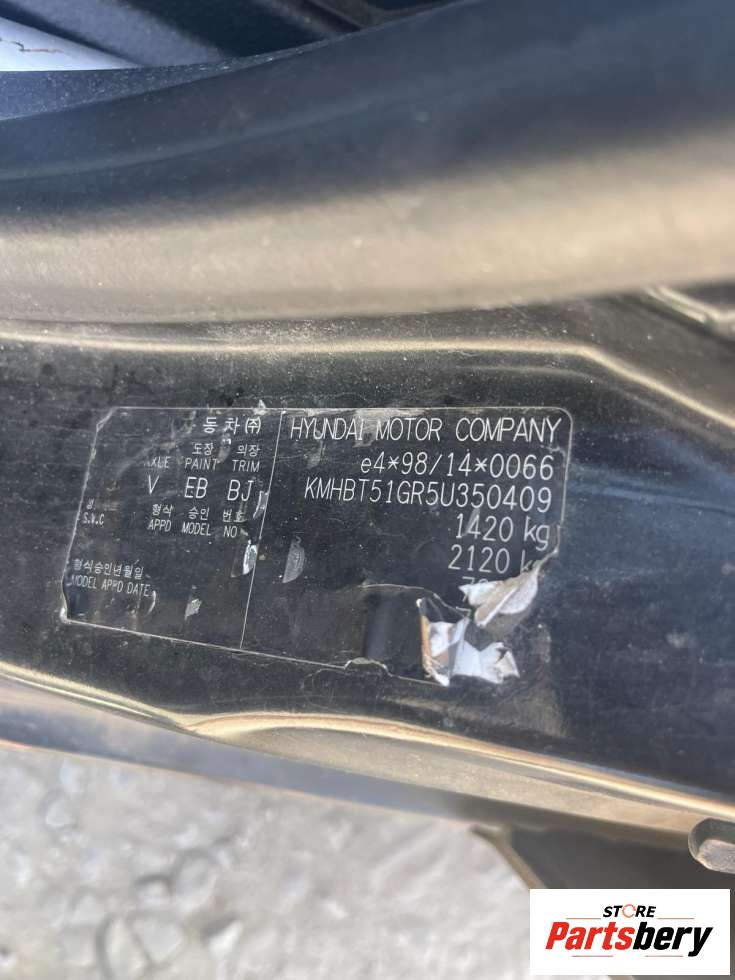 동 차 ㈜
도장 의장
AXLE PAINT TRIM
V EB BJ
형식 승인 번호
S.V.C APPD MODEL NO
형식승인년월일
MODEL APPD DATE
HYUNDAI MOTOR COMPANY
e4*98/14*0066
KMHBT51GR5U350409
1420 kg
2120
STORE
Partsbery